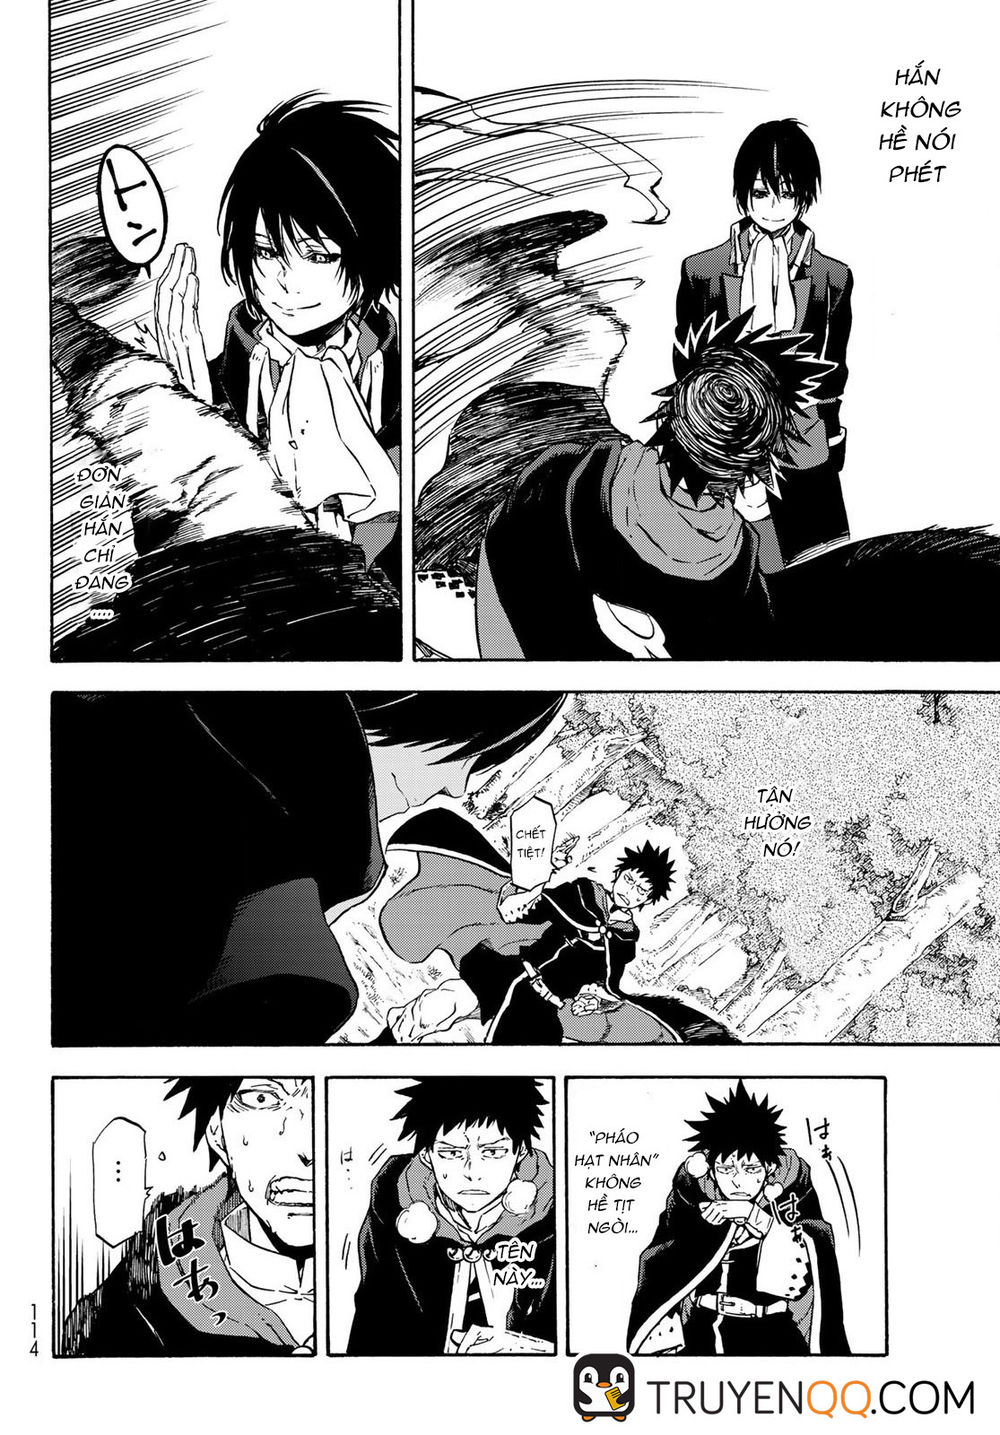 HẮN
KHÔNG
HỀ NÓI
PHÉT
トン
ĐƠN
GIẢN
HẮN
CHỈ
ĐANG
....
TẬN
HƯỞNG
NÓ!
CHẾT
TIỆT!
"PHÁO
HẠT NHÂN"
KHÔNG
HỀ TỊT
NGÒI...
はぁ
はぁ
TÊN
NÀY...
...
はぁっ
114
TRUYENQQ.COM